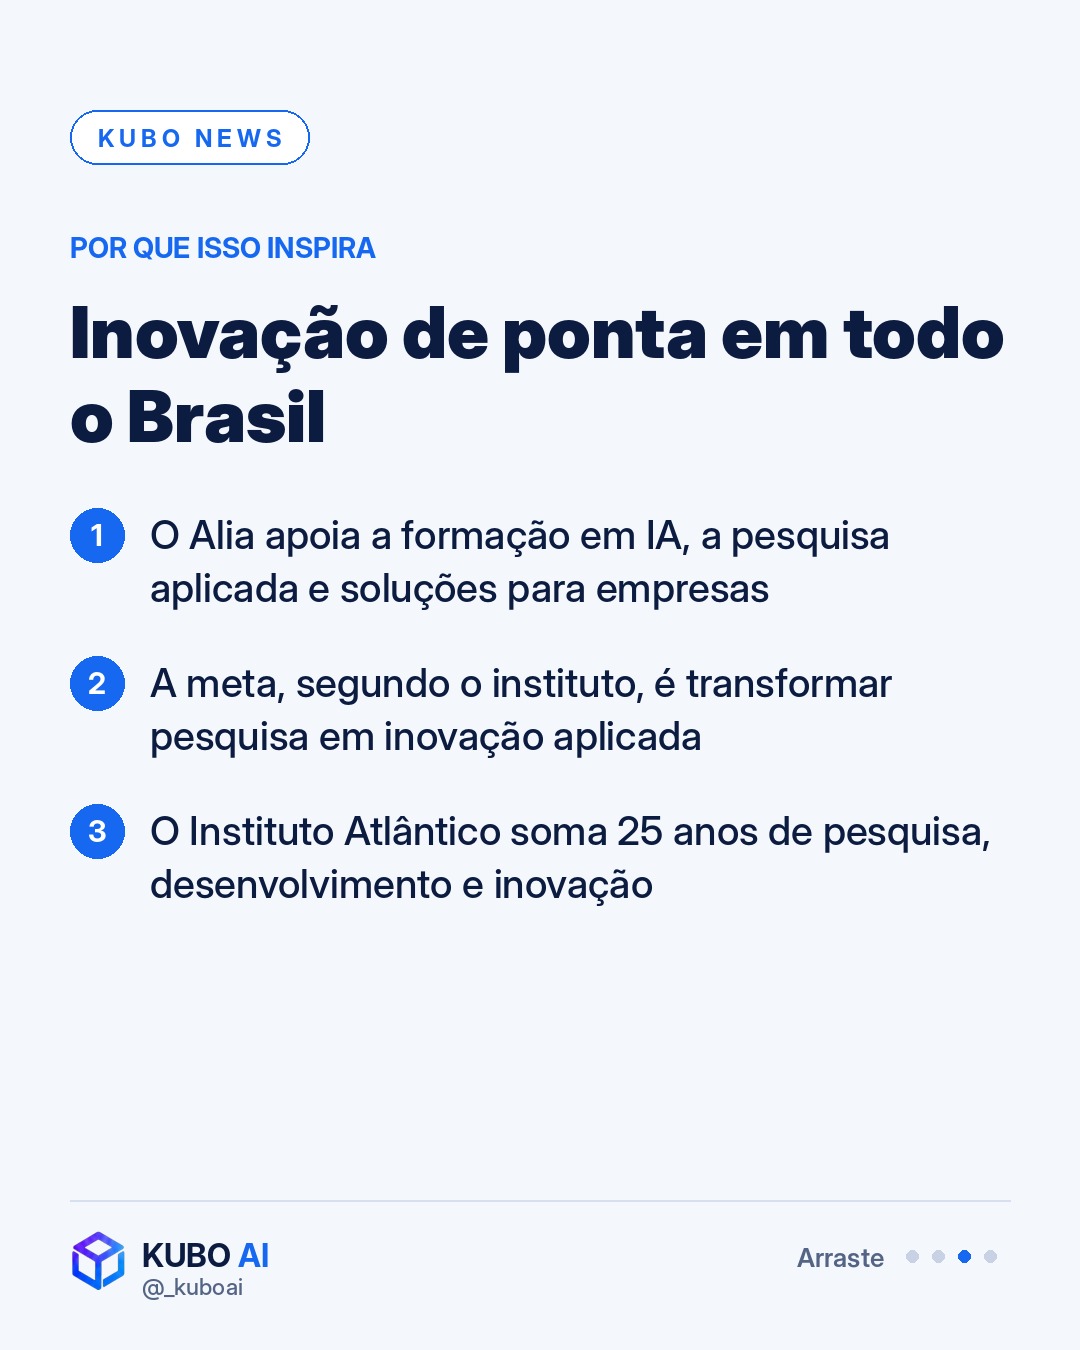 KUBO NEWS
POR QUE ISSO INSPIRA
Inovação de ponta em todo
o Brasil
1 O Alia apoia a formação em IA, a pesquisa
aplicada e soluções para empresas
2 A meta, segundo o instituto, é transformar
pesquisa em inovação aplicada
3 O Instituto Atlântico soma 25 anos de pesquisa,
desenvolvimento e inovação
KUBO AI
@_kuboai
Arraste